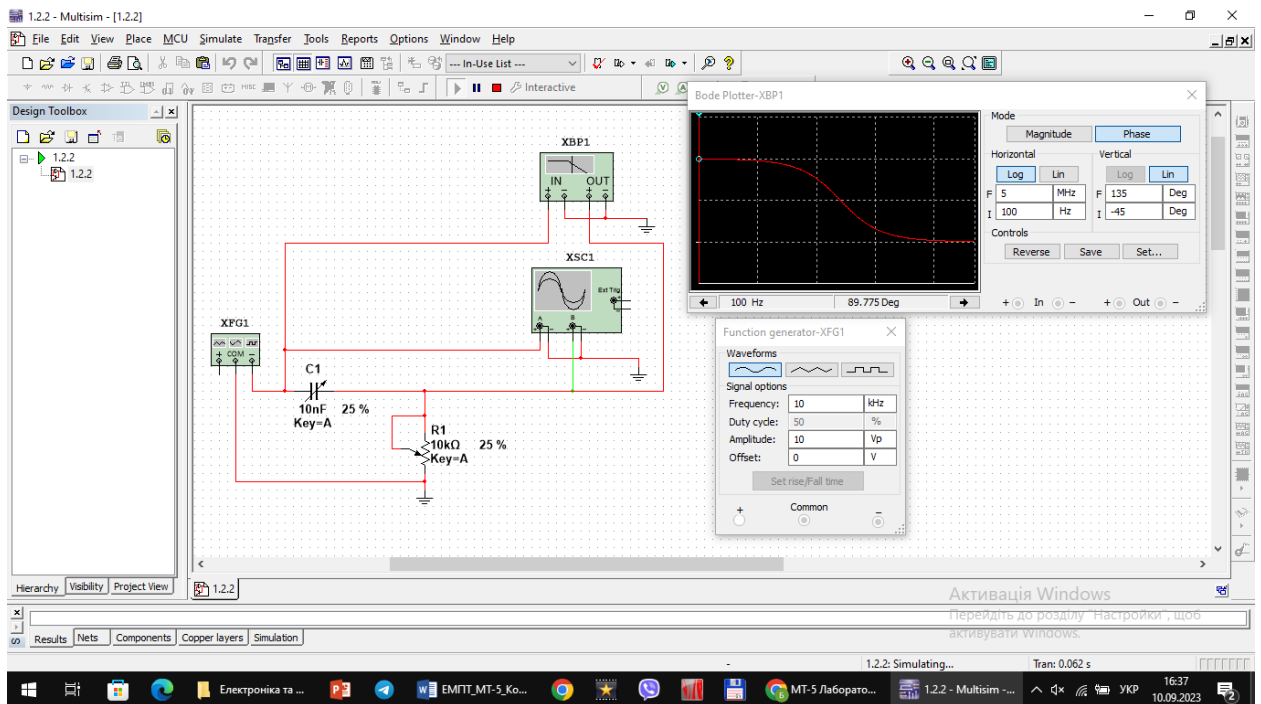 1.2.2 - Multisim - [1.2.2]
File Edit View Place MCU Simulate Transfer Tools Reports Options Window Help
--- In-Use List ---
Interactive
Design Toolbox
1.2.2
1.2.2
XBP1
IN OUT
XSC1
Ext Trig
A B
XFG1
COM
C1
10nF 25 %
Key=A
R1
10kΩ 25 %
Key=A
Bode Plotter-XBP1
Mode
Magnitude Phase
Horizontal Vertical
Log Lin Log Lin
F 5 MHz F 135 Deg
I 100 Hz I -45 Deg
Controls
Reverse Save Set...
100 Hz 89.775 Deg + In - + Out -
Function generator-XFG1
Waveforms
Signal options
Frequency: 10 kHz
Duty cycle: 50 %
Amplitude: 10 Vp
Offset: 0 V
Set rise/Fall time
+ Common -
Hierarchy Visibility Project View
1.2.2
Активація Windows
Перейдіть до розділу "Настройки", щоб
активувати Windows.
Results Nets Components Copper layers Simulation
- 1.2.2: Simulating... Tran: 0.062 s
Електроніка та ... ЕМПТ_МТ-5_Ко... МТ-5 Лаборато... 1.2.2 - Multisim -... УКР 16:37
10.09.2023
2